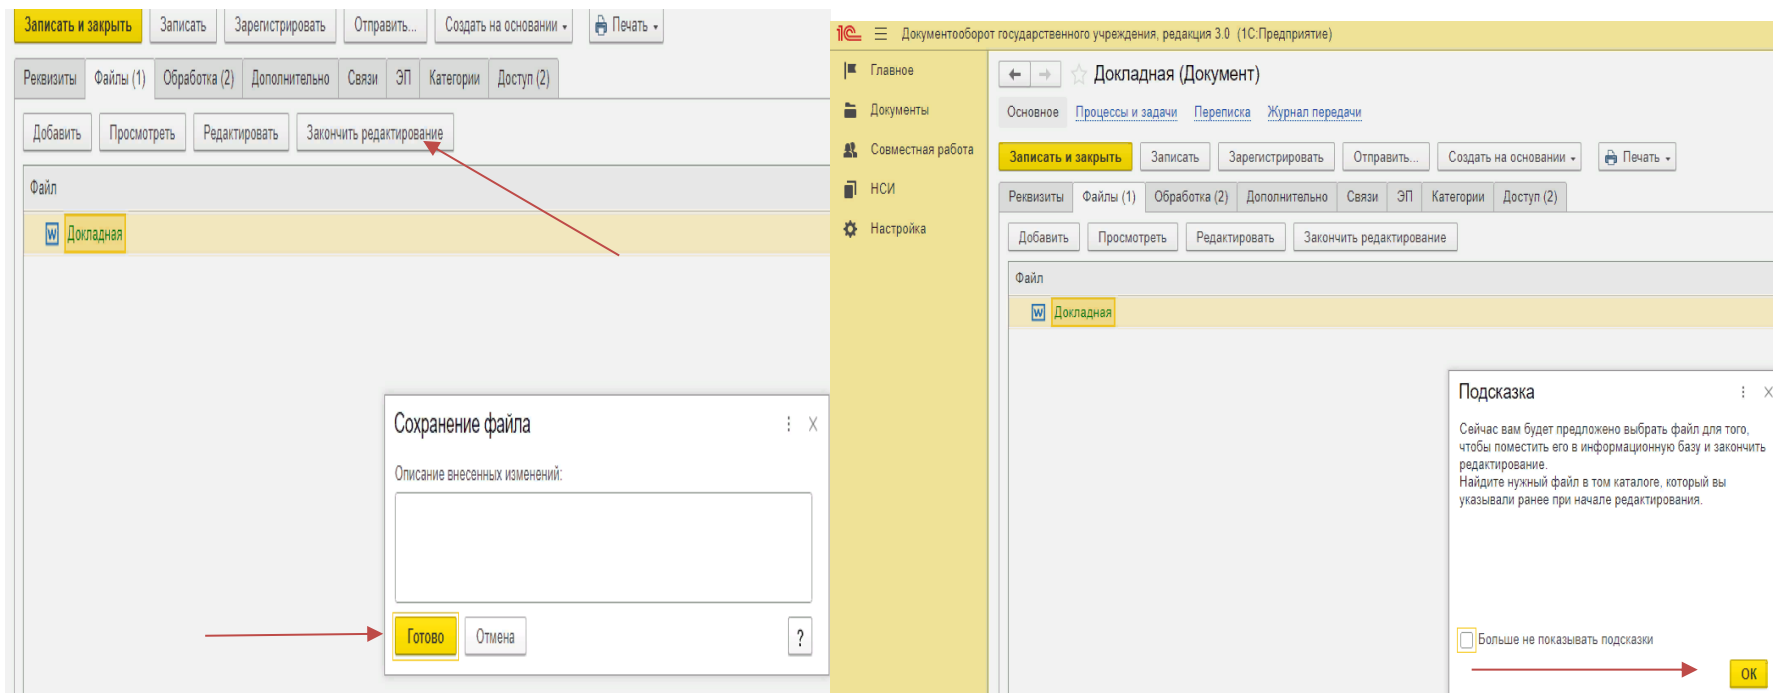 Записать и закрыть Записать Зарегистрировать Отправить... Создать на основании Печать
Реквизиты Файлы (1) Обработка (2) Дополнительно Связи ЭП Категории Доступ (2)
Добавить Просмотреть Редактировать Закончить редактирование
Файл
Докладная
Сохранение файла
Описание внесенных изменений:
Готово Отмена ?
1С Документооборот государственного учреждения, редакция 3.0 (1С:Предприятие)
Главное
Документы
Совместная работа
НСИ
Настройка
Докладная (Документ)
Основное Процессы и задачи Переписка Журнал передачи
Записать и закрыть Записать Зарегистрировать Отправить... Создать на основании Печать
Реквизиты Файлы (1) Обработка (2) Дополнительно Связи ЭП Категории Доступ (2)
Добавить Просмотреть Редактировать Закончить редактирование
Файл
Докладная
Подсказка
Сейчас вам будет предложено выбрать файл для того,
чтобы поместить его в информационную базу и закончить
редактирование.
Найдите нужный файл в том каталоге, который вы
указывали ранее при начале редактирования.
Больше не показывать подсказки
ОК